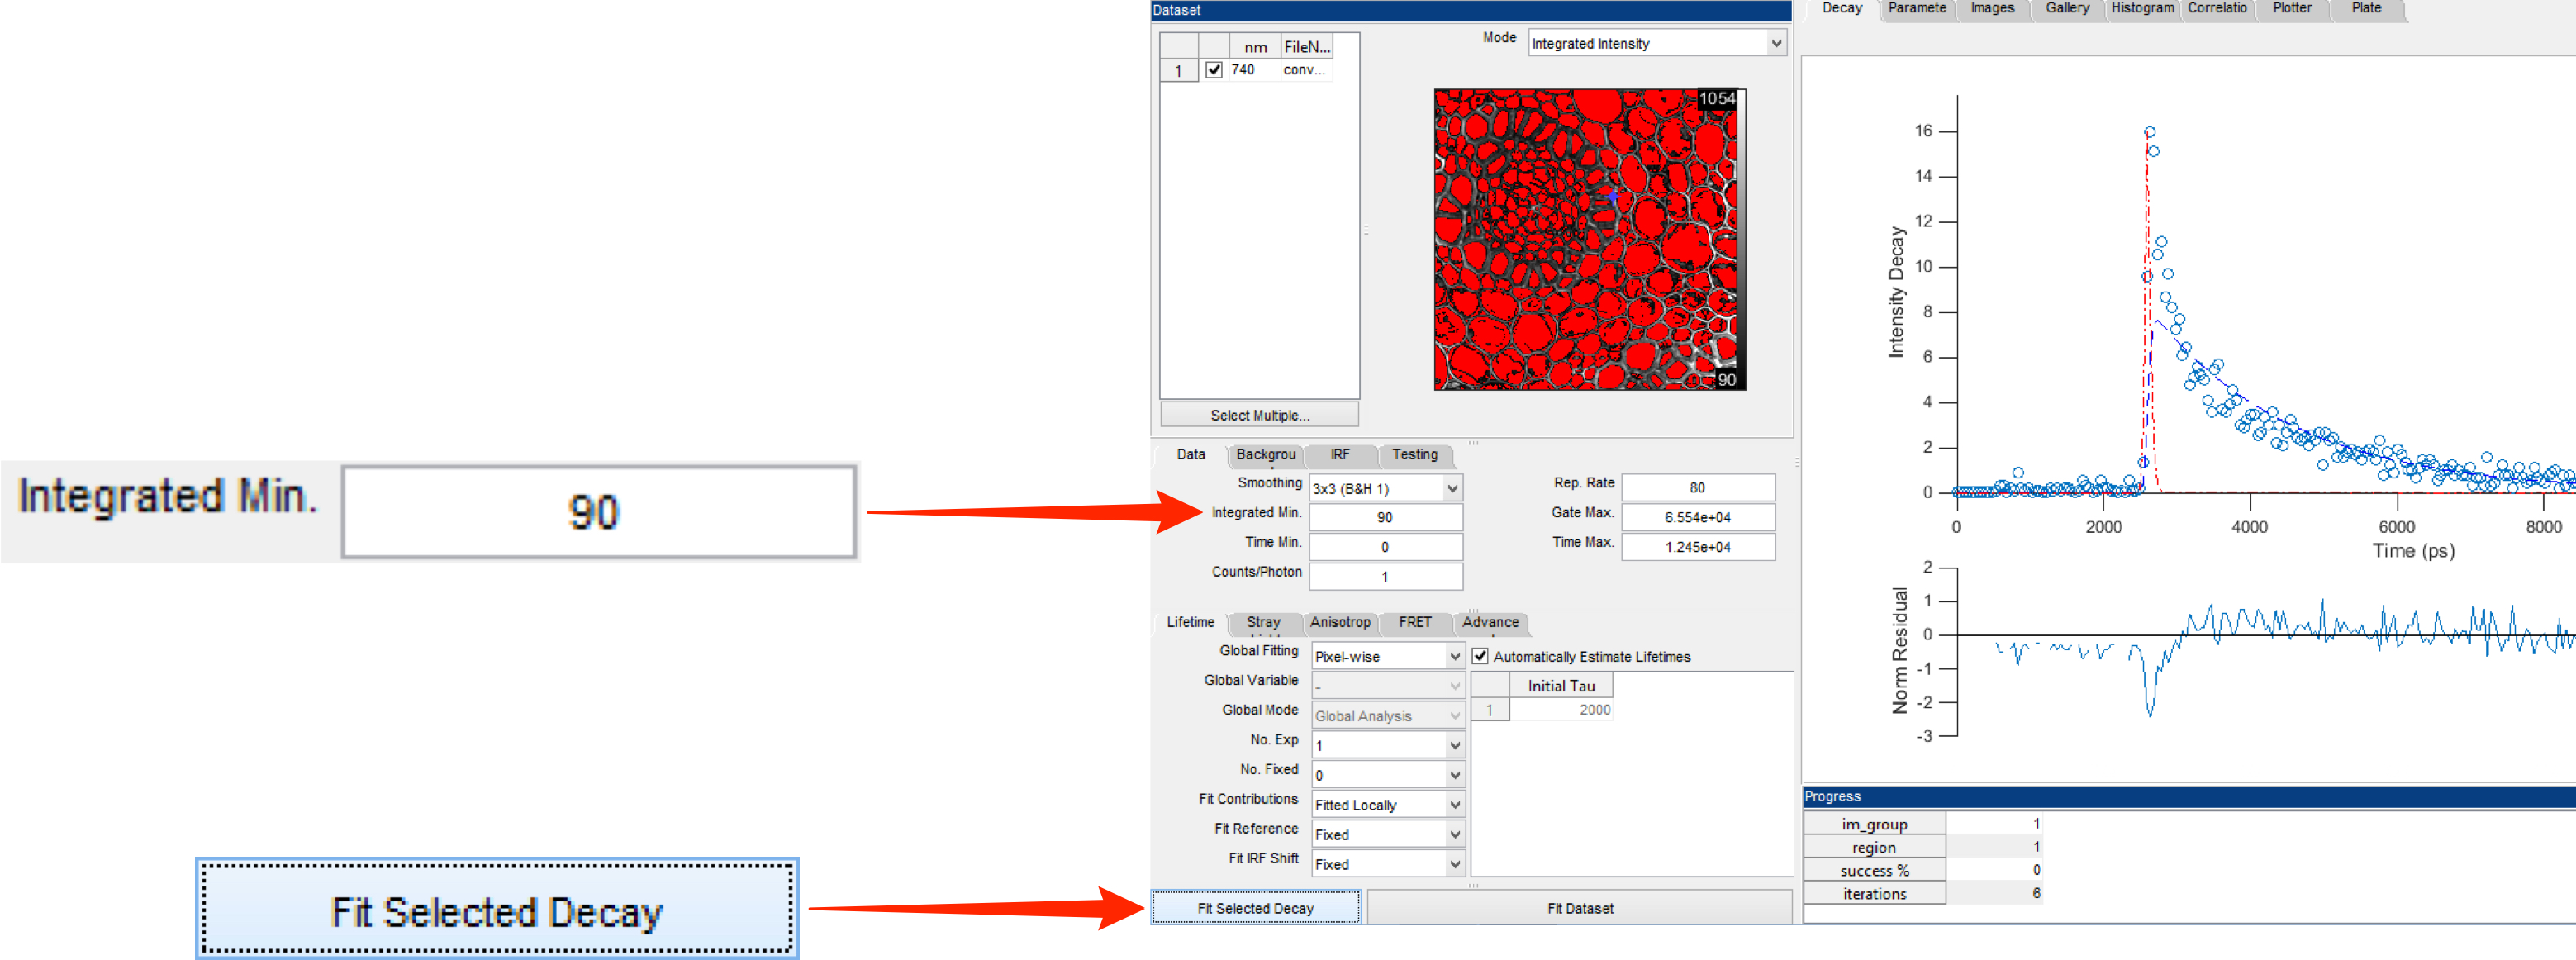 Integrated Min. 90
Fit Selected Decay
Dataset
nm FileN...
1 740 conv...
Select Multiple...
Mode Integrated Intensity
1054
90
Data Backgrou IRF Testing
Smoothing 3x3 (B&H 1)
Integrated Min. 90
Time Min. 0
Counts/Photon 1
Rep. Rate 80
Gate Max. 6.554e+04
Time Max. 1.245e+04
Lifetime Stray Anisotrop FRET Advance
Global Fitting Pixel-wise
Global Variable -
Global Mode Global Analysis
No. Exp 1
No. Fixed 0
Fit Contributions Fitted Locally
Fit Reference Fixed
Fit IRF Shift Fixed
Automatically Estimate Lifetimes
Initial Tau
1 2000
Fit Selected Decay Fit Dataset
Decay Paramete Images Gallery Histogram Correlatio Plotter Plate
Intensity Decay
16
14
12
10
8
6
4
2
0
0 2000 4000 6000 8000
Time (ps)
Norm Residual
2
1
0
-1
-2
-3
Progress
im_group 1
region 1
success % 0
iterations 6